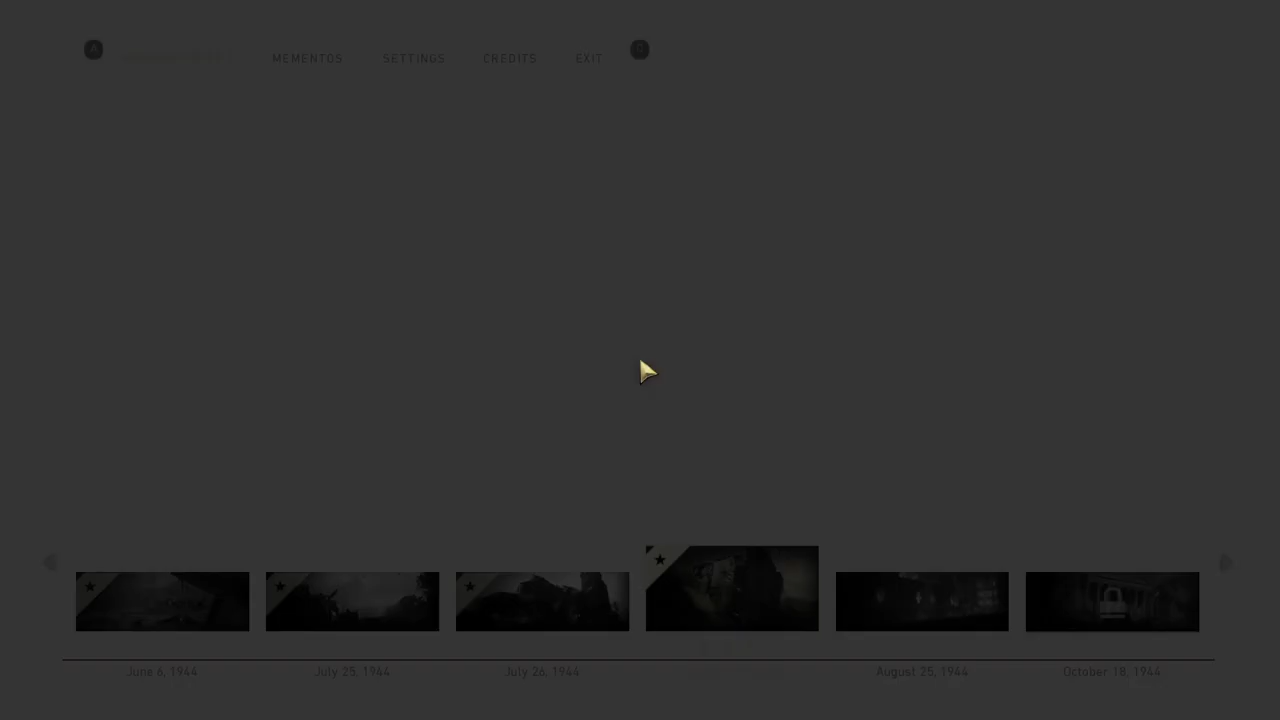 A MEMENTOS SETTINGS CREDITS EXIT
June 6, 1944 July 25, 1944 July 26, 1944 August 25, 1944 October 18, 1944